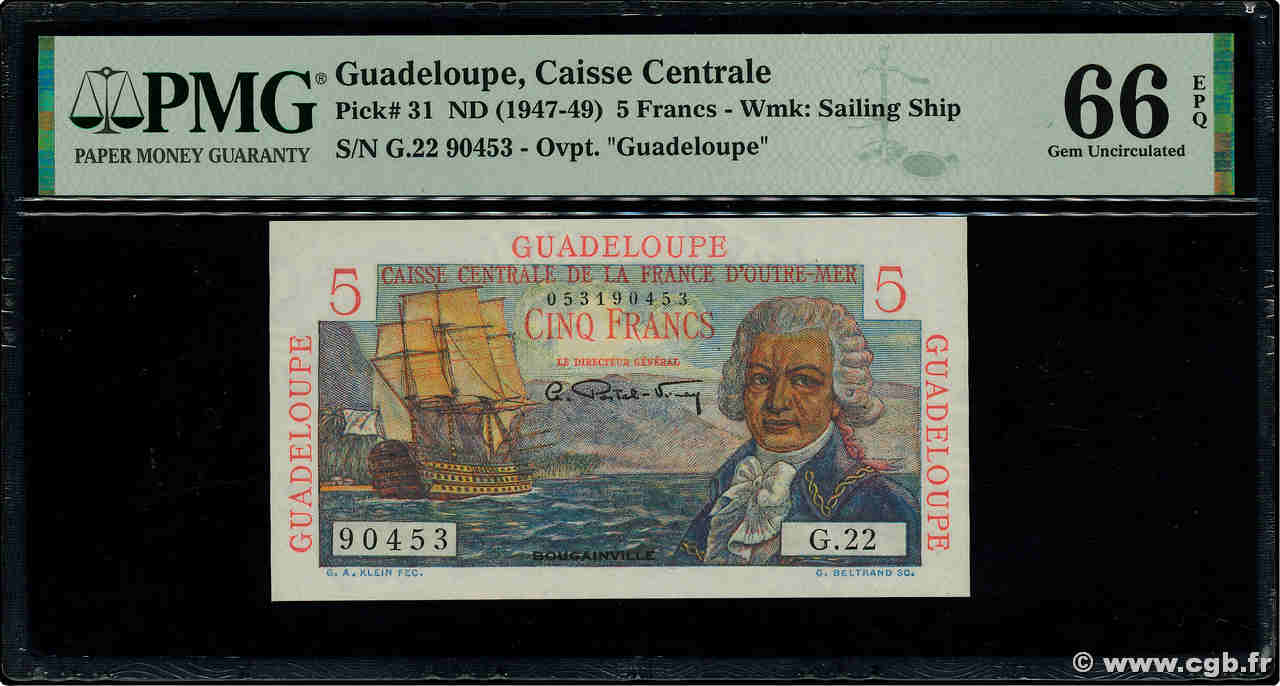 PMG®
PAPER MONEY GUARANTY
Guadeloupe, Caisse Centrale
Pick# 31 ND (1947-49) 5 Francs - Wmk: Sailing Ship
S/N G.22 90453 - Ovpt. "Guadeloupe"
66
EPQ
Gem Uncirculated
GUADELOUPE
5
CAISSE CENTRALE DE LA FRANCE D'OUTRE-MER
5
053190453
CINQ FRANCS
LE DIRECTEUR GÉNÉRAL
GUADELOUPE
GUADELOUPE
90453
G.22
BOUGAINVILLE
G. A. KLEIN FEC.
G. BELTRAND SC.
© www.cgb.fr